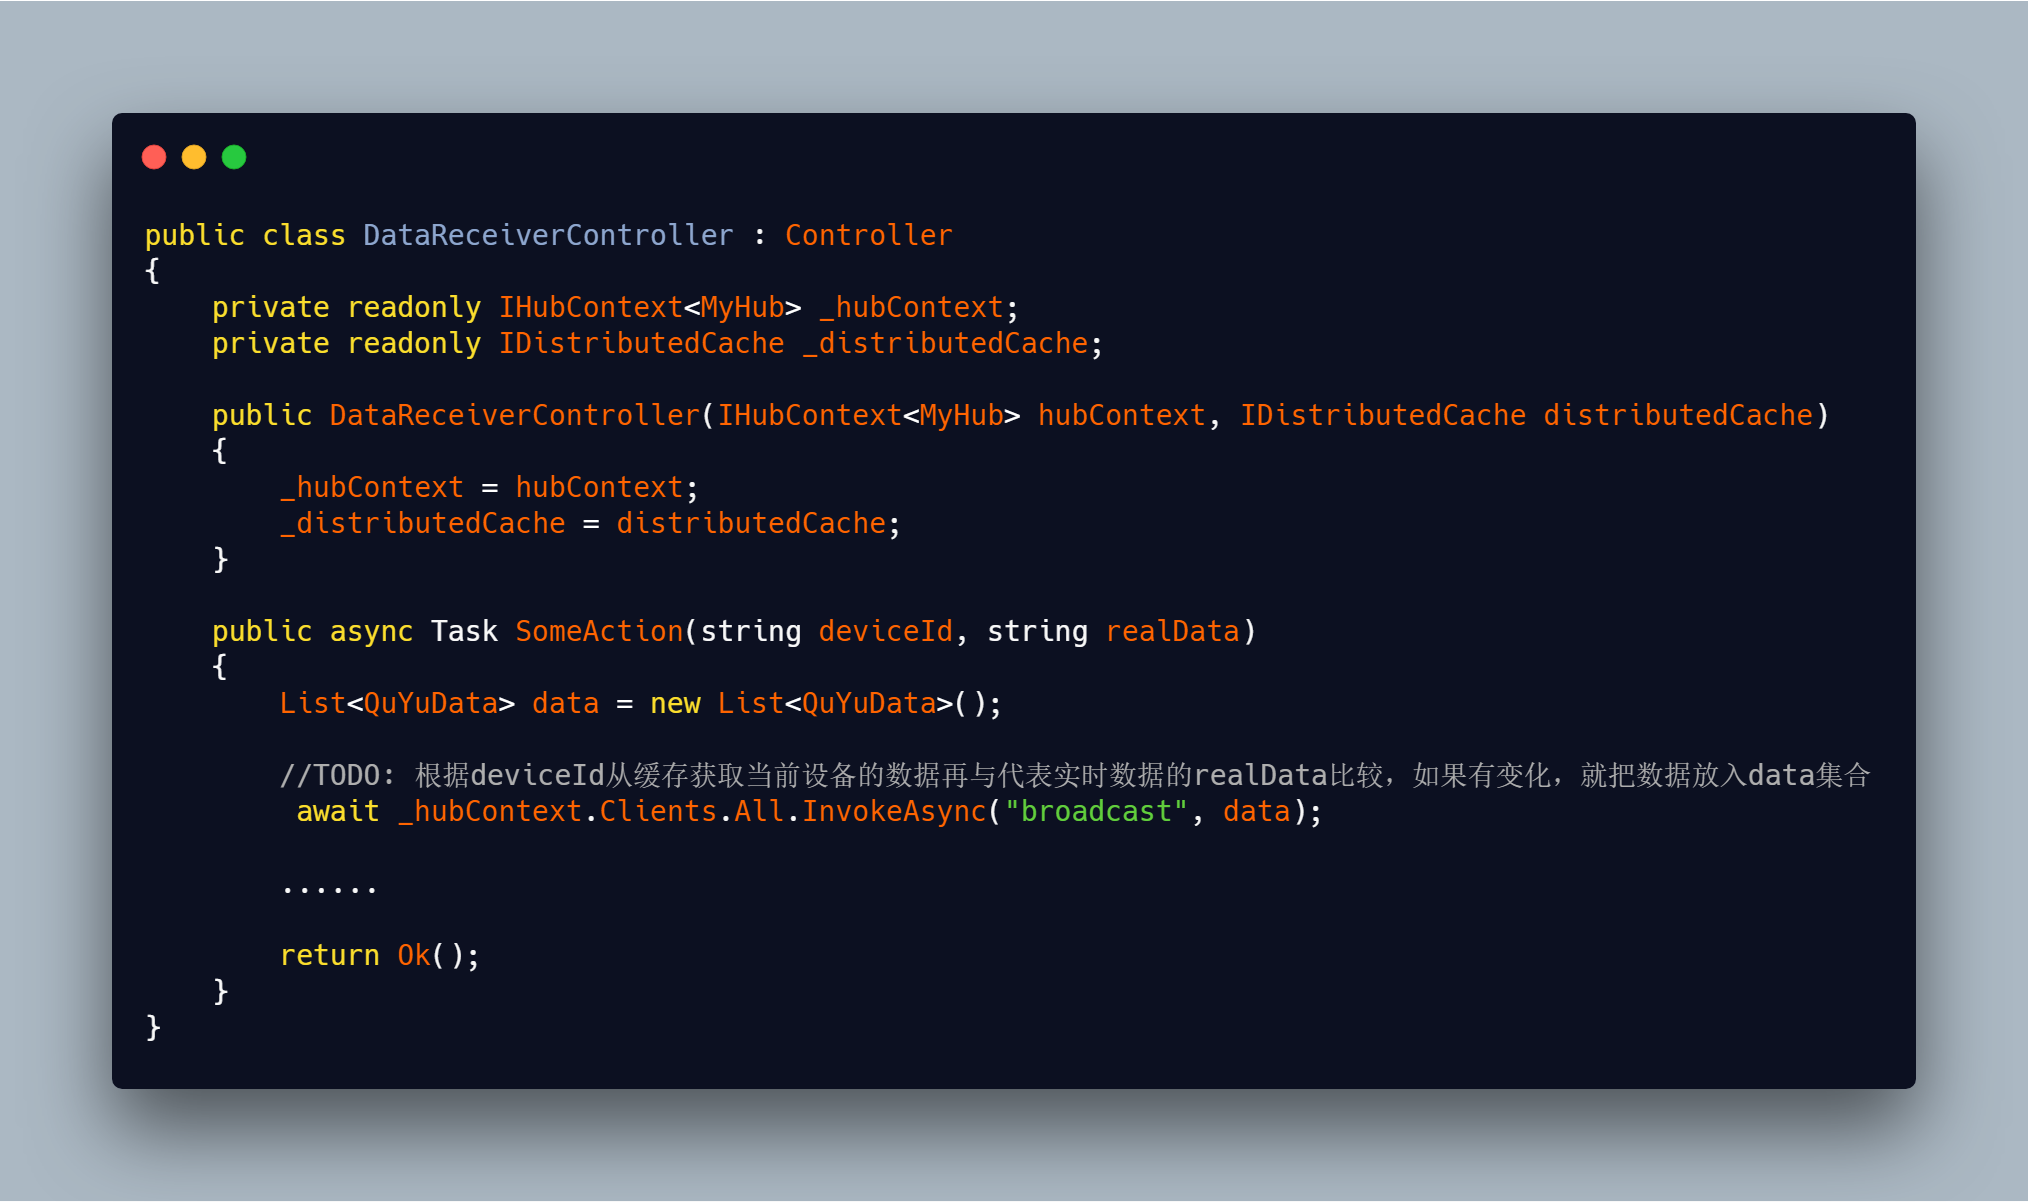 public class DataReceiverController : Controller
{
    private readonly IHubContext<MyHub> _hubContext;
    private readonly IDistributedCache _distributedCache;

    public DataReceiverController(IHubContext<MyHub> hubContext, IDistributedCache distributedCache)
    {
        _hubContext = hubContext;
        _distributedCache = distributedCache;
    }

    public async Task SomeAction(string deviceId, string realData)
    {
        List<QuYuData> data = new List<QuYuData>();

        //TODO: 根据deviceId从缓存获取当前设备的数据再与代表实时数据的realData比较，如果有变化，就把数据放入data集合
         await _hubContext.Clients.All.InvokeAsync("broadcast", data);

        ......

        return Ok();
    }
}